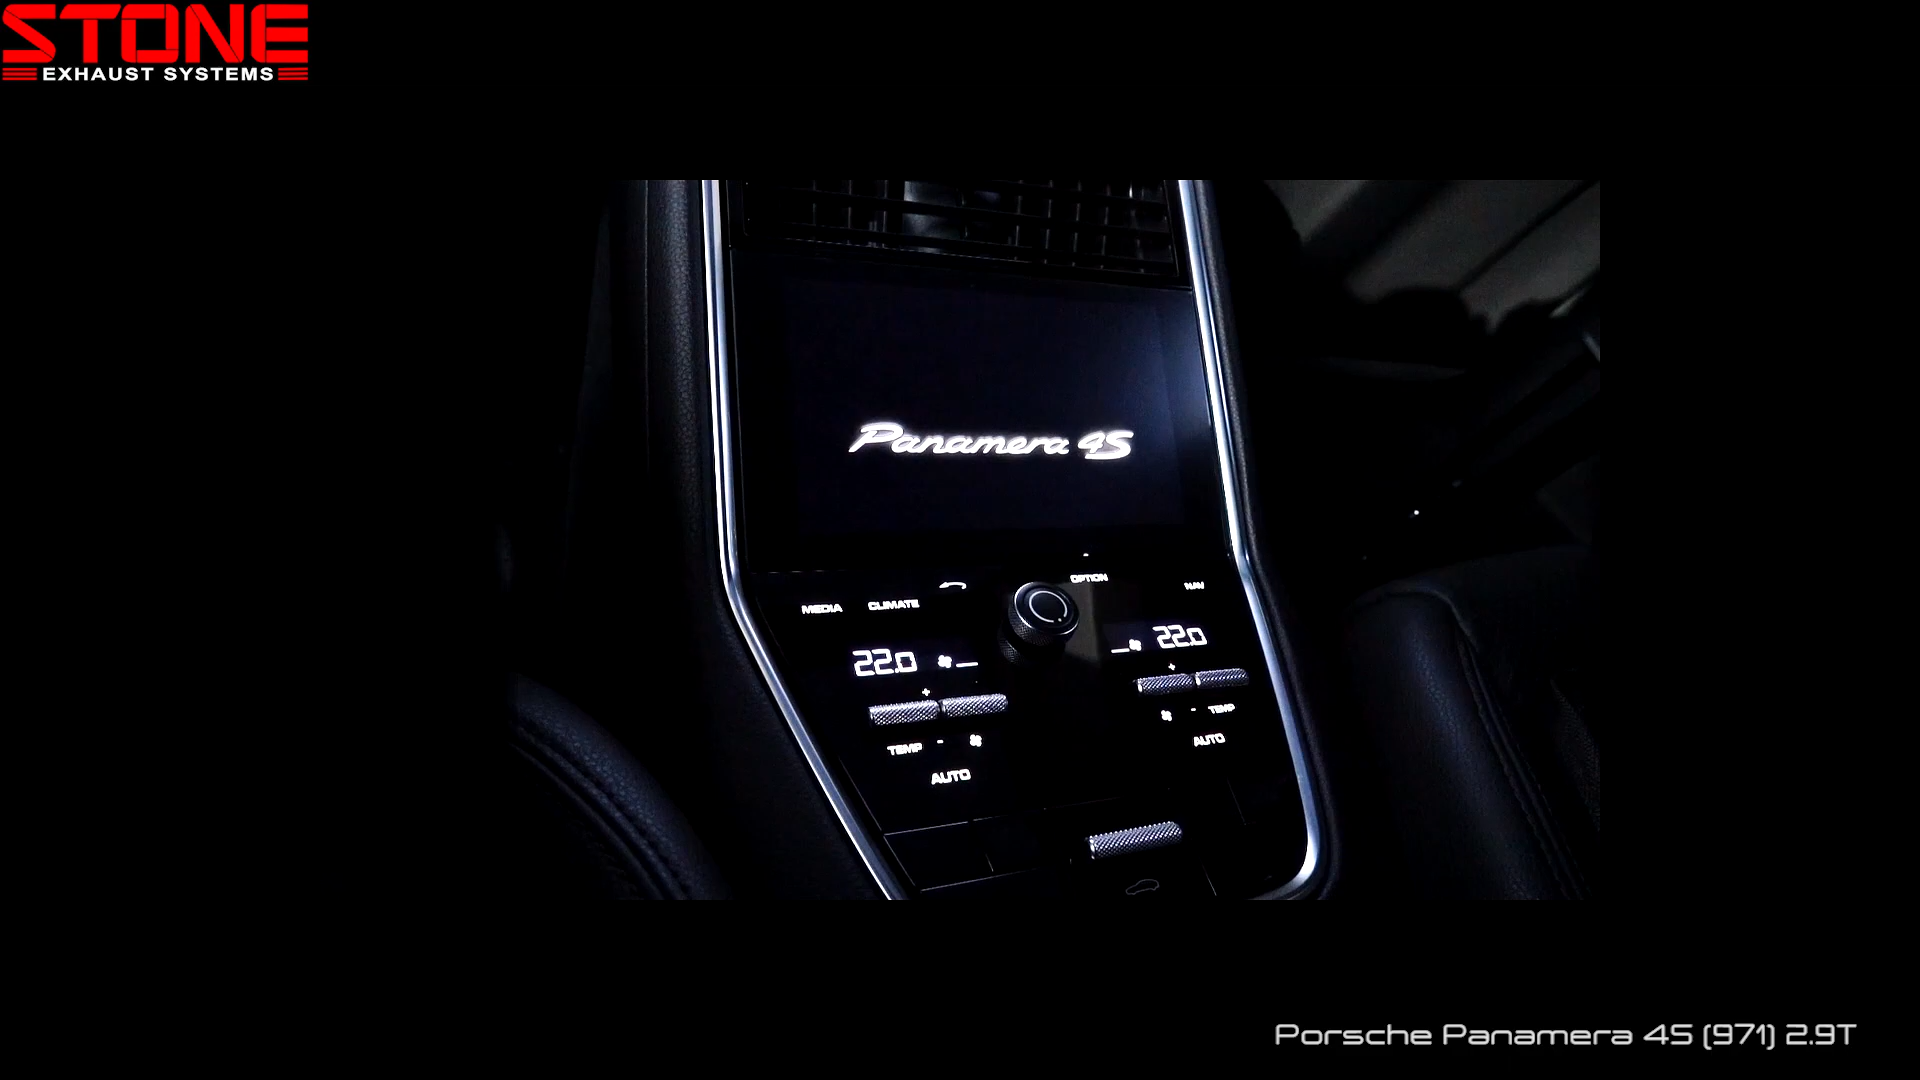 STONE
EXHAUST SYSTEMS
Panamera 4S
OPTION
NAV
MEDIA CLIMATE
22.0 22.0
+ +
- TEMP
TEMP -
AUTO
AUTO
Porsche Panamera 4S (971) 2.9T